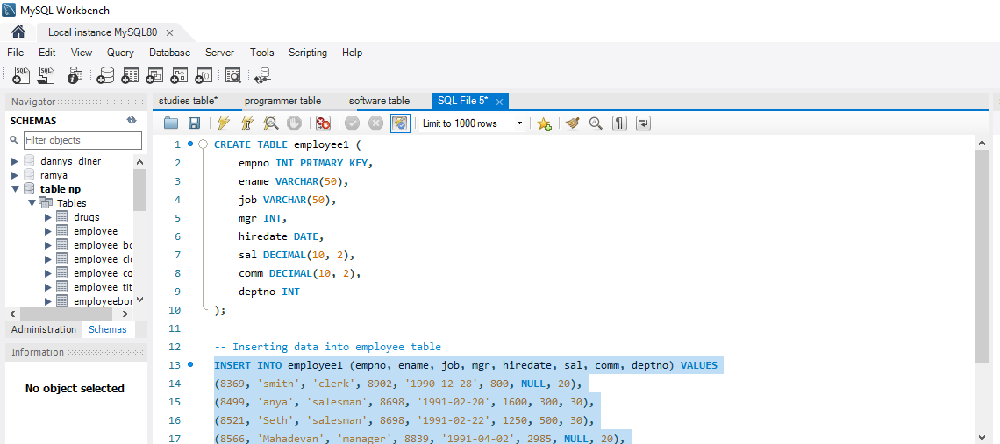 MySQL Workbench
Local instance MySQL80
File Edit View Query Database Server Tools Scripting Help
Navigator
SCHEMAS
Filter objects
dannys_diner
ramya
table np
Tables
drugs
employee
employee_bo
employee_clo
employee_co
employee_tit
employeebor
Administration Schemas
Information
No object selected
studies table* programmer table software table SQL File 5*
Limit to 1000 rows
1 CREATE TABLE employee1 (
2 empno INT PRIMARY KEY,
3 ename VARCHAR(50),
4 job VARCHAR(50),
5 mgr INT,
6 hiredate DATE,
7 sal DECIMAL(10, 2),
8 comm DECIMAL(10, 2),
9 deptno INT
10 );
11
12 -- Inserting data into employee table
13 INSERT INTO employee1 (empno, ename, job, mgr, hiredate, sal, comm, deptno) VALUES
14 (8369, 'smith', 'clerk', 8902, '1990-12-28', 800, NULL, 20),
15 (8499, 'anya', 'salesman', 8698, '1991-02-20', 1600, 300, 30),
16 (8521, 'Seth', 'salesman', 8698, '1991-02-22', 1250, 500, 30),
17 (8566, 'Mahadevan', 'manager', 8839, '1991-04-02', 2985, NULL, 20),